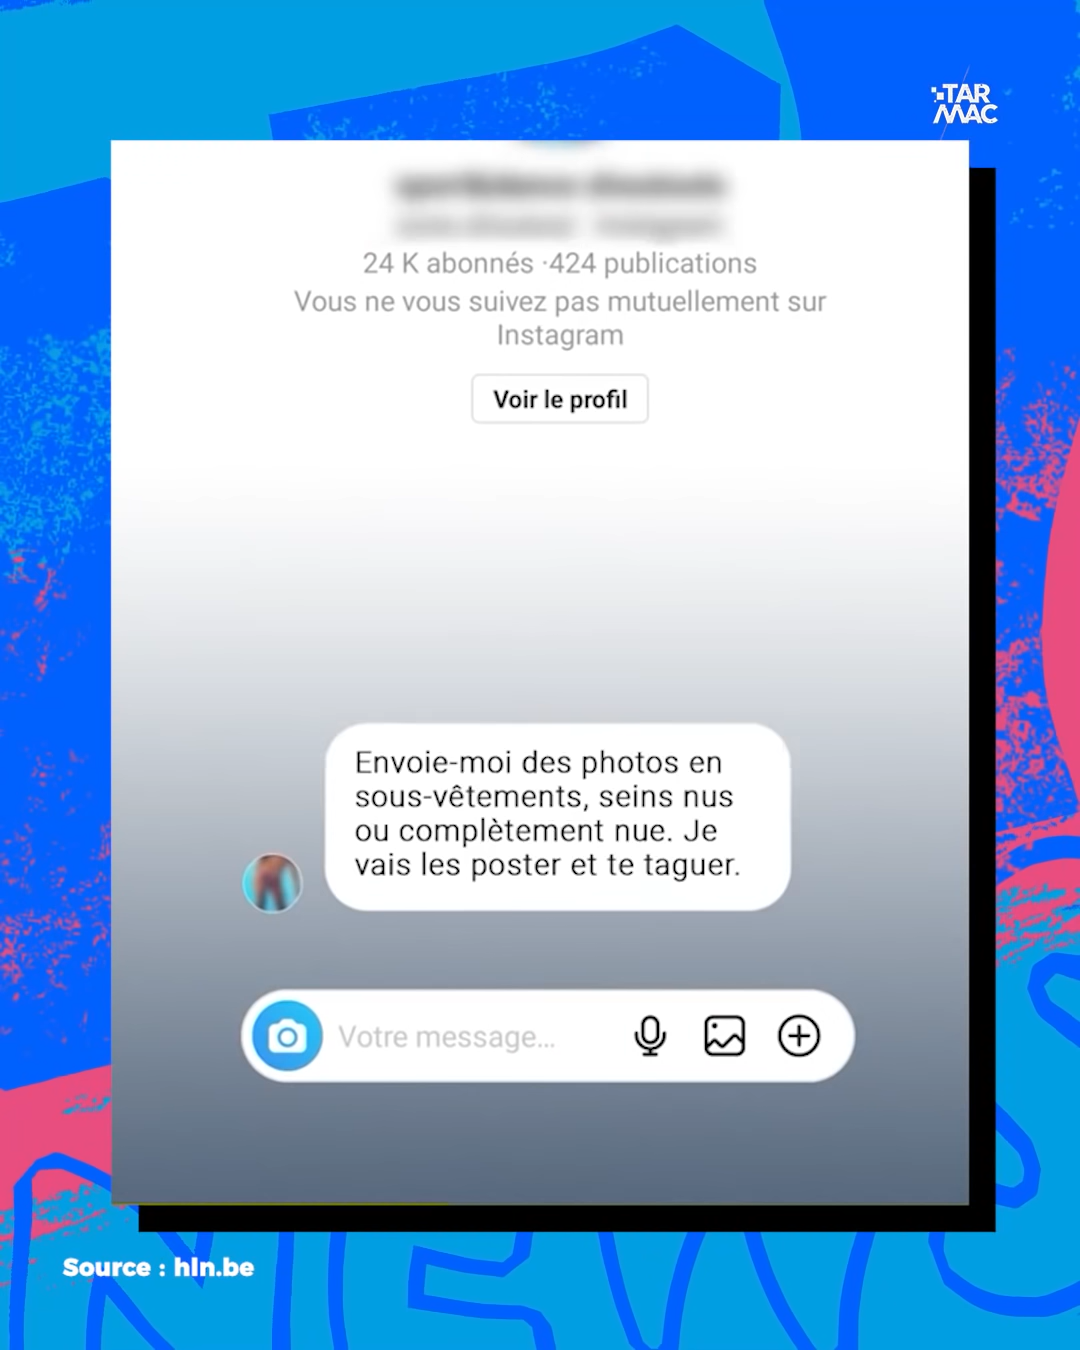 TAR
MAC
24 K abonnés ·424 publications
Vous ne vous suivez pas mutuellement sur
Instagram
Voir le profil
Envoie-moi des photos en
sous-vêtements, seins nus
ou complètement nue. Je
vais les poster et te taguer.
Votre message...
Source : hln.be
NEWS